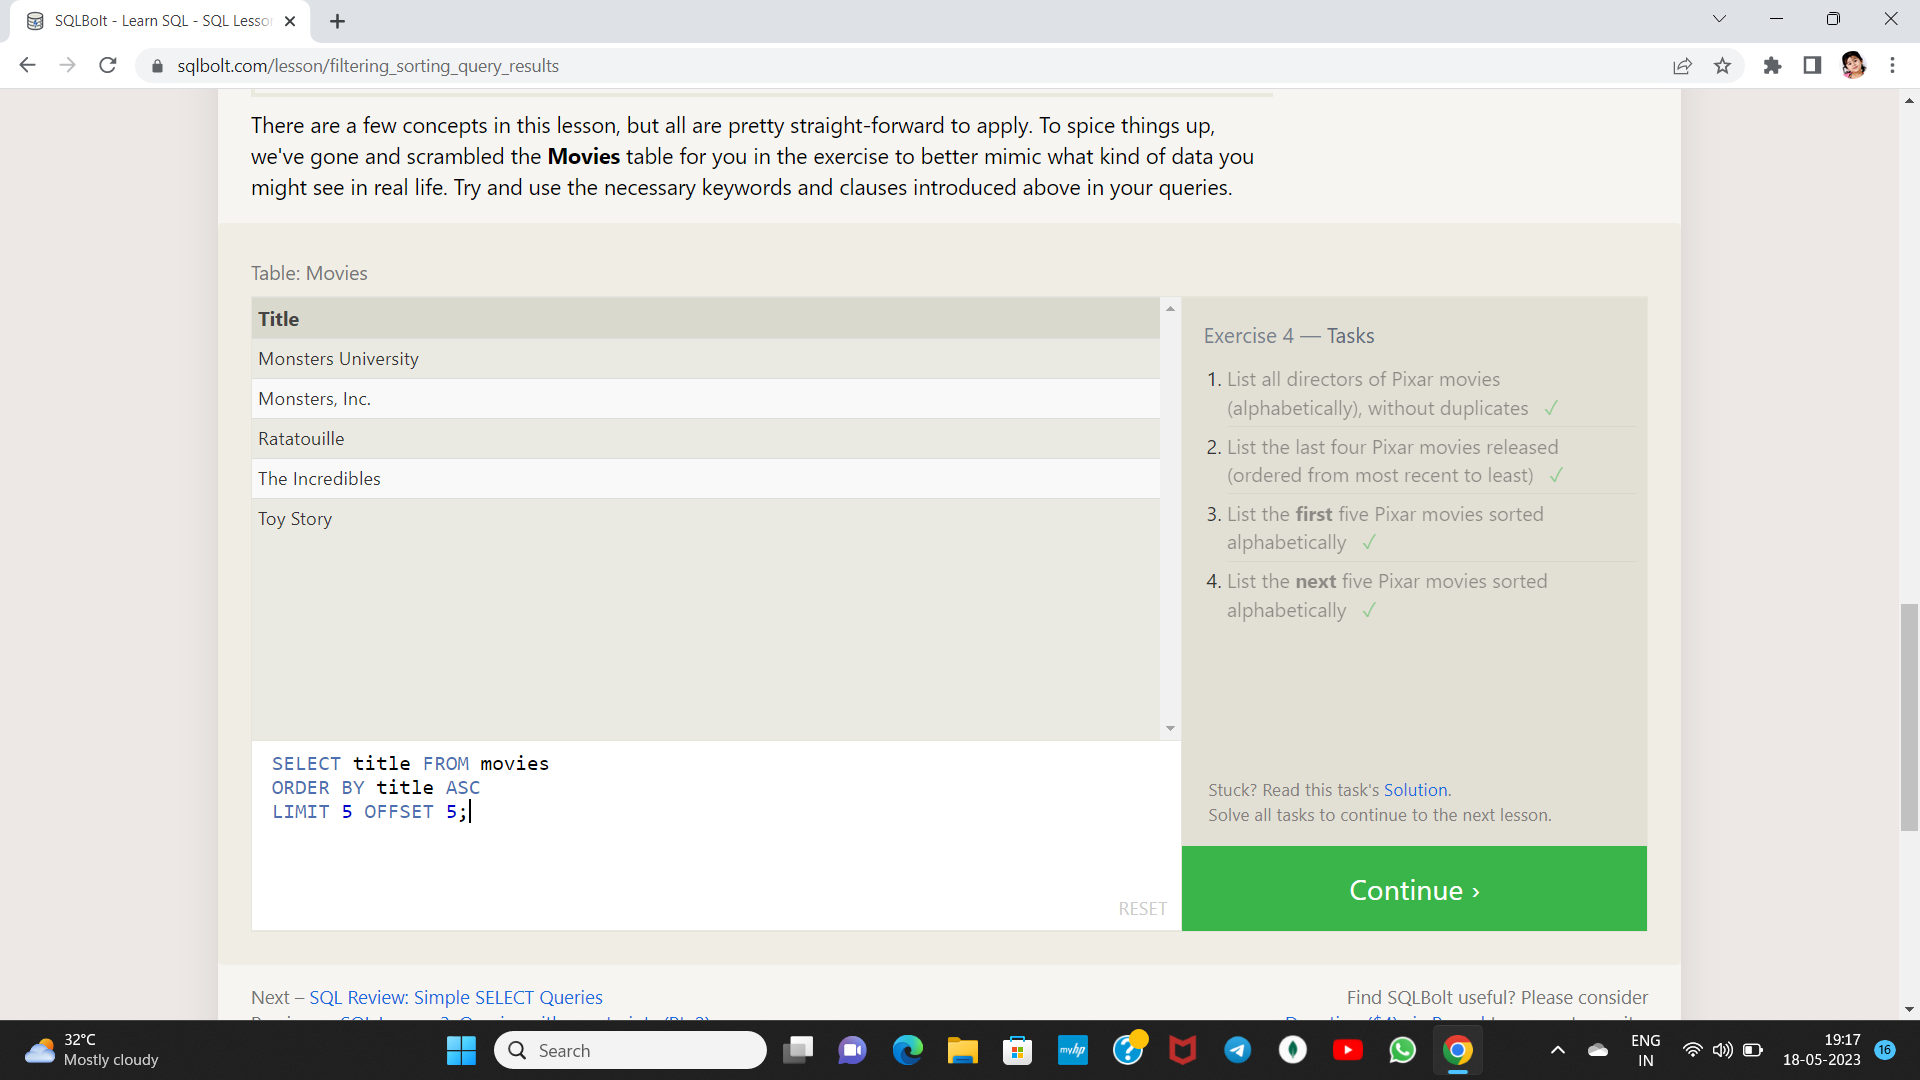 SQLBolt - Learn SQL - SQL Lesson
sqlbolt.com/lesson/filtering_sorting_query_results
There are a few concepts in this lesson, but all are pretty straight-forward to apply. To spice things up,
we've gone and scrambled the Movies table for you in the exercise to better mimic what kind of data you
might see in real life. Try and use the necessary keywords and clauses introduced above in your queries.
Table: Movies
Title
Monsters University
Monsters, Inc.
Ratatouille
The Incredibles
Toy Story
SELECT title FROM movies
ORDER BY title ASC
LIMIT 5 OFFSET 5;
RESET
Exercise 4 — Tasks
1. List all directors of Pixar movies
(alphabetically), without duplicates ✓
2. List the last four Pixar movies released
(ordered from most recent to least) ✓
3. List the first five Pixar movies sorted
alphabetically ✓
4. List the next five Pixar movies sorted
alphabetically ✓
Stuck? Read this task's Solution.
Solve all tasks to continue to the next lesson.
Continue ›
Next – SQL Review: Simple SELECT Queries
Find SQLBolt useful? Please consider
32°C
Mostly cloudy
Search
myhp
ENG
IN
19:17
18-05-2023
16